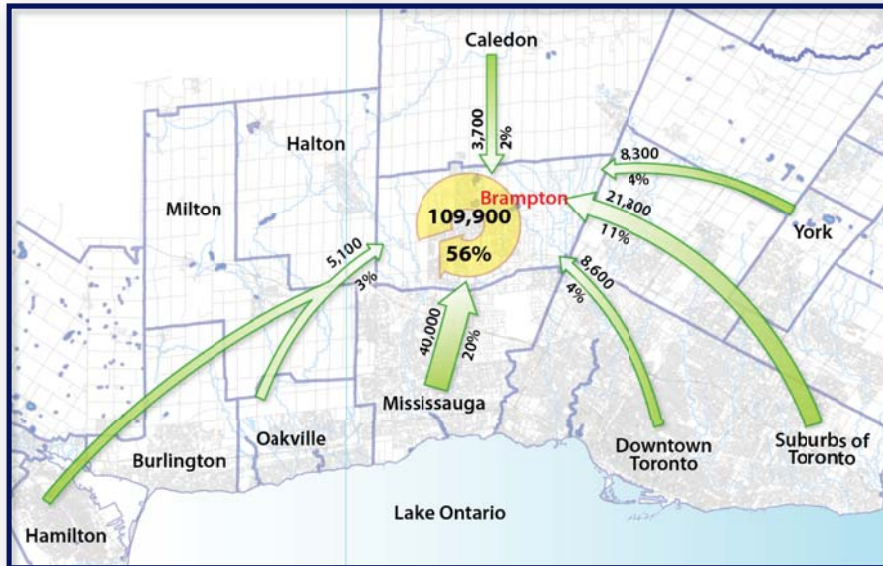 Caledon
3,700
2%
Halton
8,300
4%
Brampton
21,300
11%
Milton
109,900
56%
York
5,100
3%
8,600
4%
40,000
20%
Mississauga
Oakville
Burlington
Downtown
Toronto
Suburbs of
Toronto
Lake Ontario
Hamilton